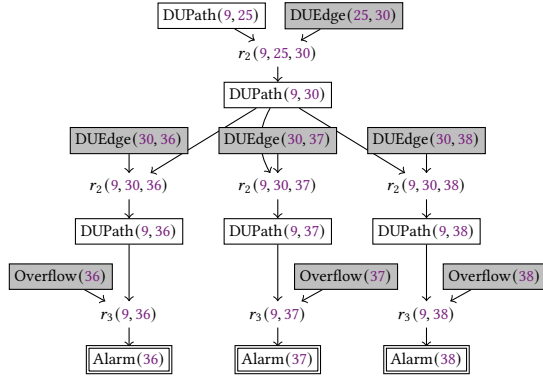 DUPath(9, 25) DUEdge(25, 30)
r₂(9, 25, 30)
DUPath(9, 30)
DUEdge(30, 36) DUEdge(30, 37) DUEdge(30, 38)
r₂(9, 30, 36) r₂(9, 30, 37) r₂(9, 30, 38)
DUPath(9, 36) DUPath(9, 37) DUPath(9, 38)
Overflow(36) Overflow(37) Overflow(38)
r₃(9, 36) r₃(9, 37) r₃(9, 38)
Alarm(36) Alarm(37) Alarm(38)